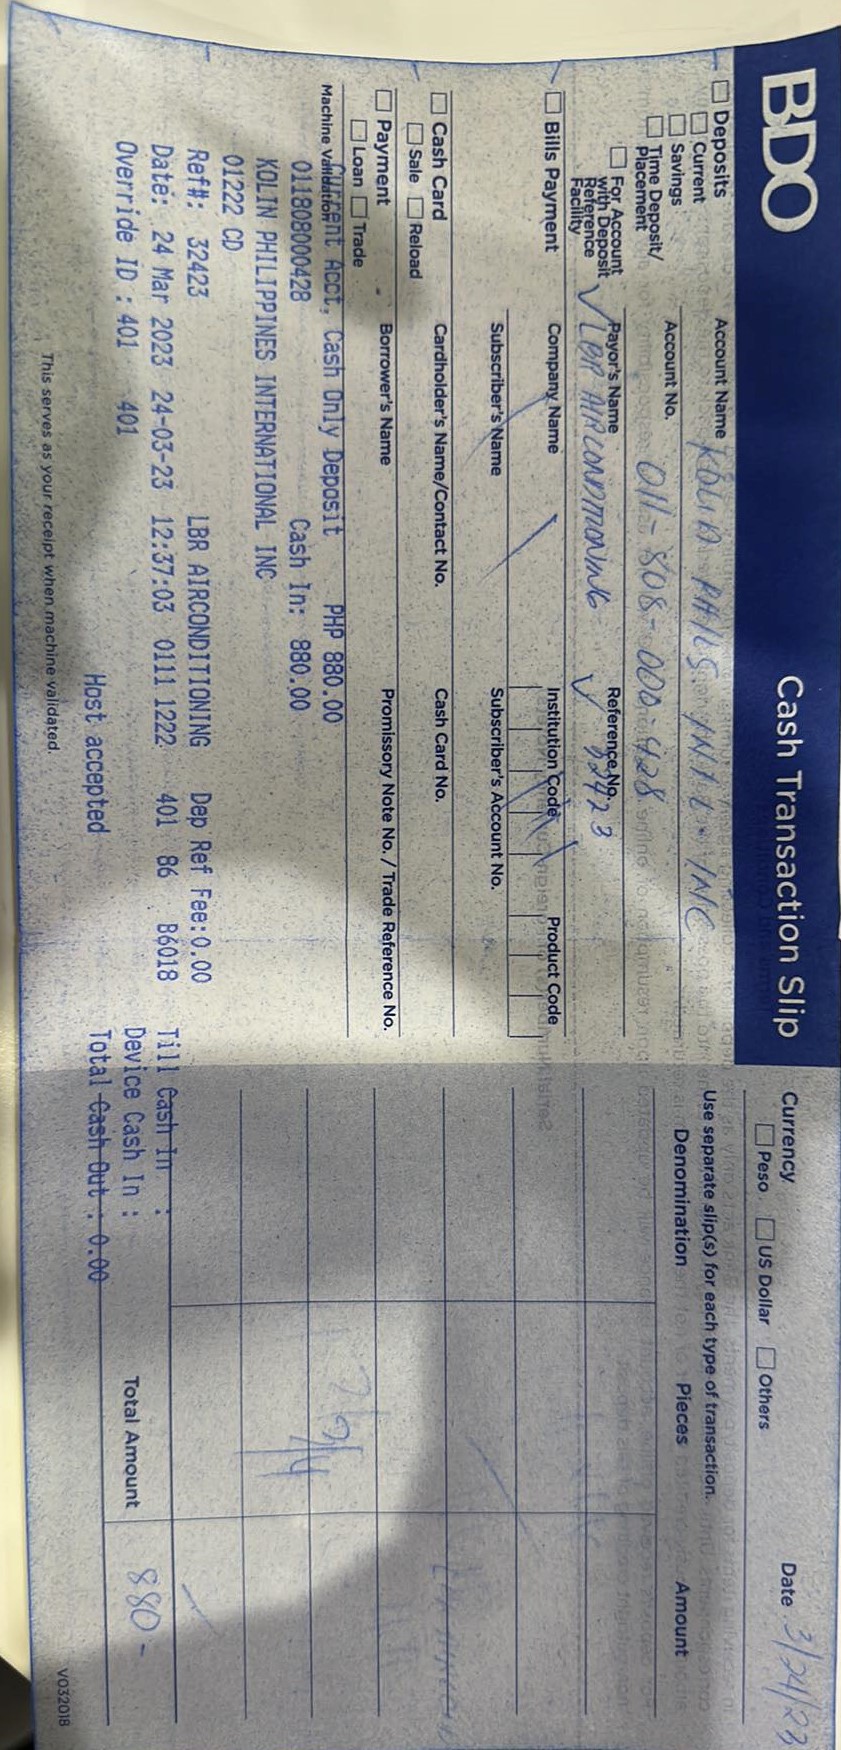 BDO
Cash Transaction Slip
Currency
Peso
US Dollar
Others
Date 3/24/23
Use separate slip(s) for each type of transaction.
Denomination
Pieces
Amount
Deposits
Current
Savings
Time Deposit/
Placement
For Account
with Deposit
Reference
Facility
Account Name KOLIN PHILS. INT'L. INC
Account No. 011-808-000-428
Payor's Name LBR AIRCONDITIONING
Reference No. 32423
Bills Payment
Company Name
Institution Code
Product Code
Subscriber's Name
Subscriber's Account No.
Cash Card
Sale
Reload
Cardholder's Name/Contact No.
Cash Card No.
Payment
Loan
Trade
Borrower's Name
Promissory Note No. / Trade Reference No.
Machine Validation
Current Acct, Cash Only Deposit PHP 880.00
011808000428 Cash In: 880.00
KOLIN PHILIPPINES INTERNATIONAL INC
01222 CD
Ref#: 32423 LBR AIRCONDITIONING Dep Ref Fee:0.00
Date: 24 Mar 2023 24-03-23 12:37:03 0111 1222 401 86 B6018 Till Cash In :
Override ID : 401 401 Device Cash In :
Host accepted Total Cash Out : 0.00
Total Amount 880-
This serves as your receipt when machine validated.
V032018